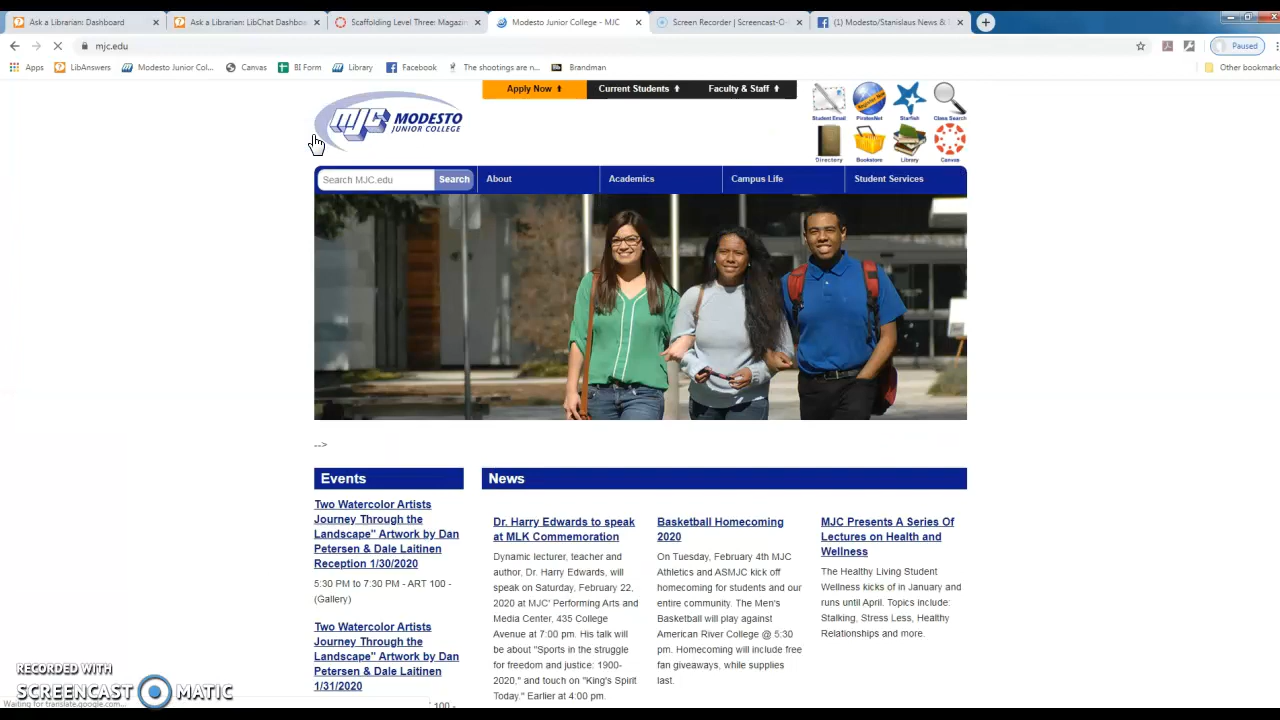 Ask a Librarian: Dashboard
Ask a Librarian: LibChat Dashboa
Scaffolding Level Three: Magazin
Modesto Junior College - MJC
Screen Recorder | Screencast-O-
(1) Modesto/Stanislaus News &
mjc.edu
Paused
Apps
LibAnswers
Modesto Junior Col...
Canvas
BI Form
Library
Facebook
The shootings are n...
Brandman
Other bookmarks
Apply Now
Current Students
Faculty & Staff
mjc MODESTO
JUNIOR COLLEGE
Student Email
PiratesNet
Starfish
Class Search
Directory
Bookstore
Library
Canvas
Search MJC.edu
Search
About
Academics
Campus Life
Student Services
-->
Events
Two Watercolor Artists
Journey Through the
Landscape" Artwork by Dan
Petersen & Dale Laitinen
Reception 1/30/2020
5:30 PM to 7:30 PM - ART 100 -
(Gallery)
Two Watercolor Artists
Journey Through the
Landscape" Artwork by Dan
Petersen & Dale Laitinen
1/31/2020
100 -
News
Dr. Harry Edwards to speak
at MLK Commemoration
Dynamic lecturer, teacher and
author, Dr. Harry Edwards, will
speak on Saturday, February 22,
2020 at MJC' Performing Arts and
Media Center, 435 College
Avenue at 7:00 pm. His talk will
be about "Sports in the struggle
for freedom and justice: 1900-
2020," and touch on "King's Spirit
Today." Earlier at 4:00 pm.
Basketball Homecoming
2020
On Tuesday, February 4th MJC
Athletics and ASMJC kick off
homecoming for students and our
entire community. The Men's
Basketball will play against
American River College @ 5:30
pm. Homecoming will include free
fan giveaways, while supplies
last.
MJC Presents A Series Of
Lectures on Health and
Wellness
The Healthy Living Student
Wellness kicks of in January and
runs until April. Topics include:
Stalking, Stress Less, Healthy
Relationships and more.
RECORDED WITH
SCREENCAST MATIC
Waiting for translate.google.com...